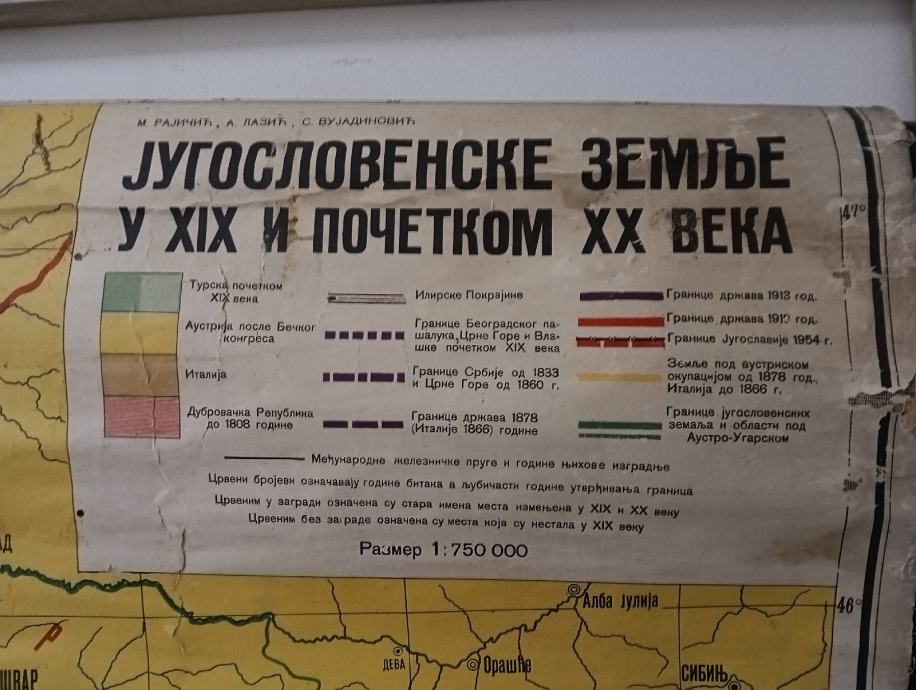 М. РАЈИЧИЋ, А. ЛАЗИЋ, С. ВУЈАДИНОВИЋ
ЈУГОСЛОВЕНСКЕ ЗЕМЉЕ
У XIX И ПОЧЕТКОМ XX ВЕКА
Турска почетком
XIX века
Аустрија после Бечког
конгреса
Италија
Дубровачка Република
до 1808 године
Илирске Покрајине
Границе Београдског па-
шалука, Црне Горе и Вла-
шке почетком XIX века
Границе Србије од 1833
и Црне Горе од 1860 г.
Границе држава 1878
(Италије 1866) године
Границе држава 1913 год.
Границе држава год.
Границе Југославије 1954 г.
Земље под аустриском
окупацијом од 1878 год.,
Италија до 1866 г.
Границе југословенских
земаља и области под
Аустро-Угарском
Међународне железничке пруге и године њихове изградње
Црвени бројеви означавају године битака а љубичасти године утврђивања граница
Црвеним у загради означена су стара имена места измењена у XIX и XX веку
Црвеним без заграде означена су места која су нестала у XIX веку
Размер 1:750 000
47°
46°
АД
Алба Јулија
ДЕВА
Орашће
СИБИЊ
ШВАР